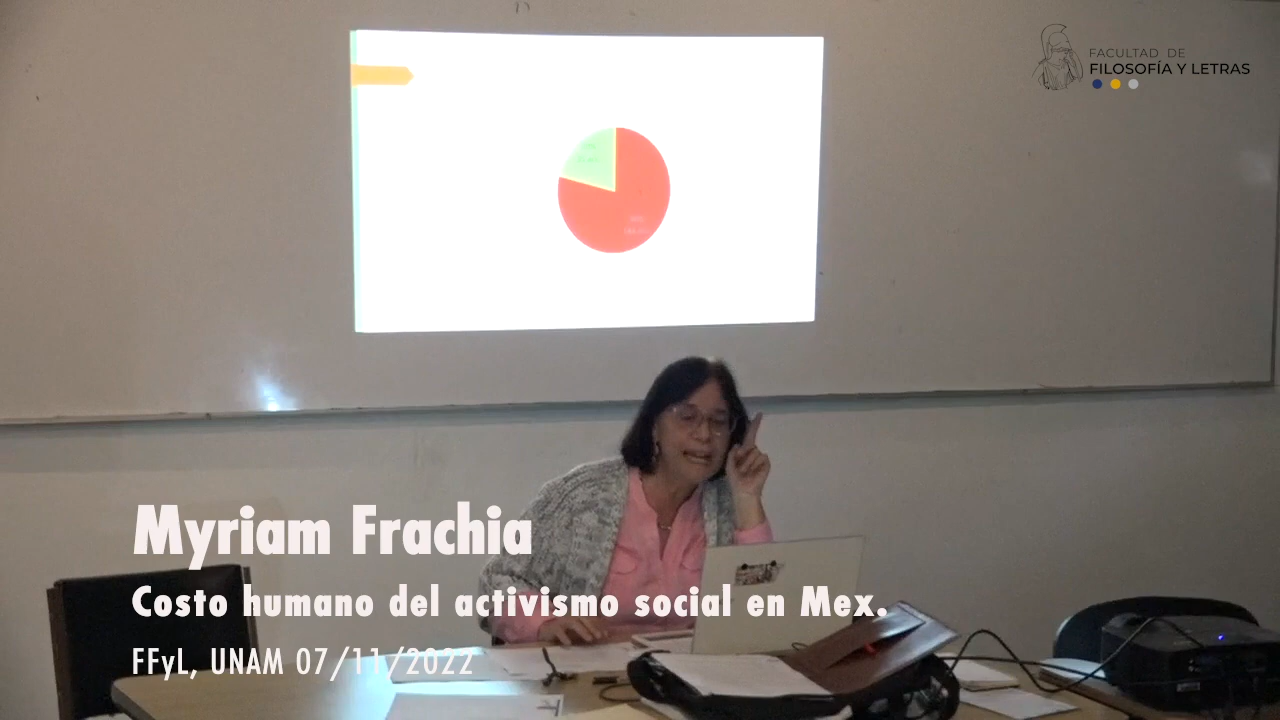 FACULTAD DE
FILOSOFÍA Y LETRAS
Myriam Frachia
Costo humano del activismo social en Mex.
FFyL, UNAM 07/11/2022